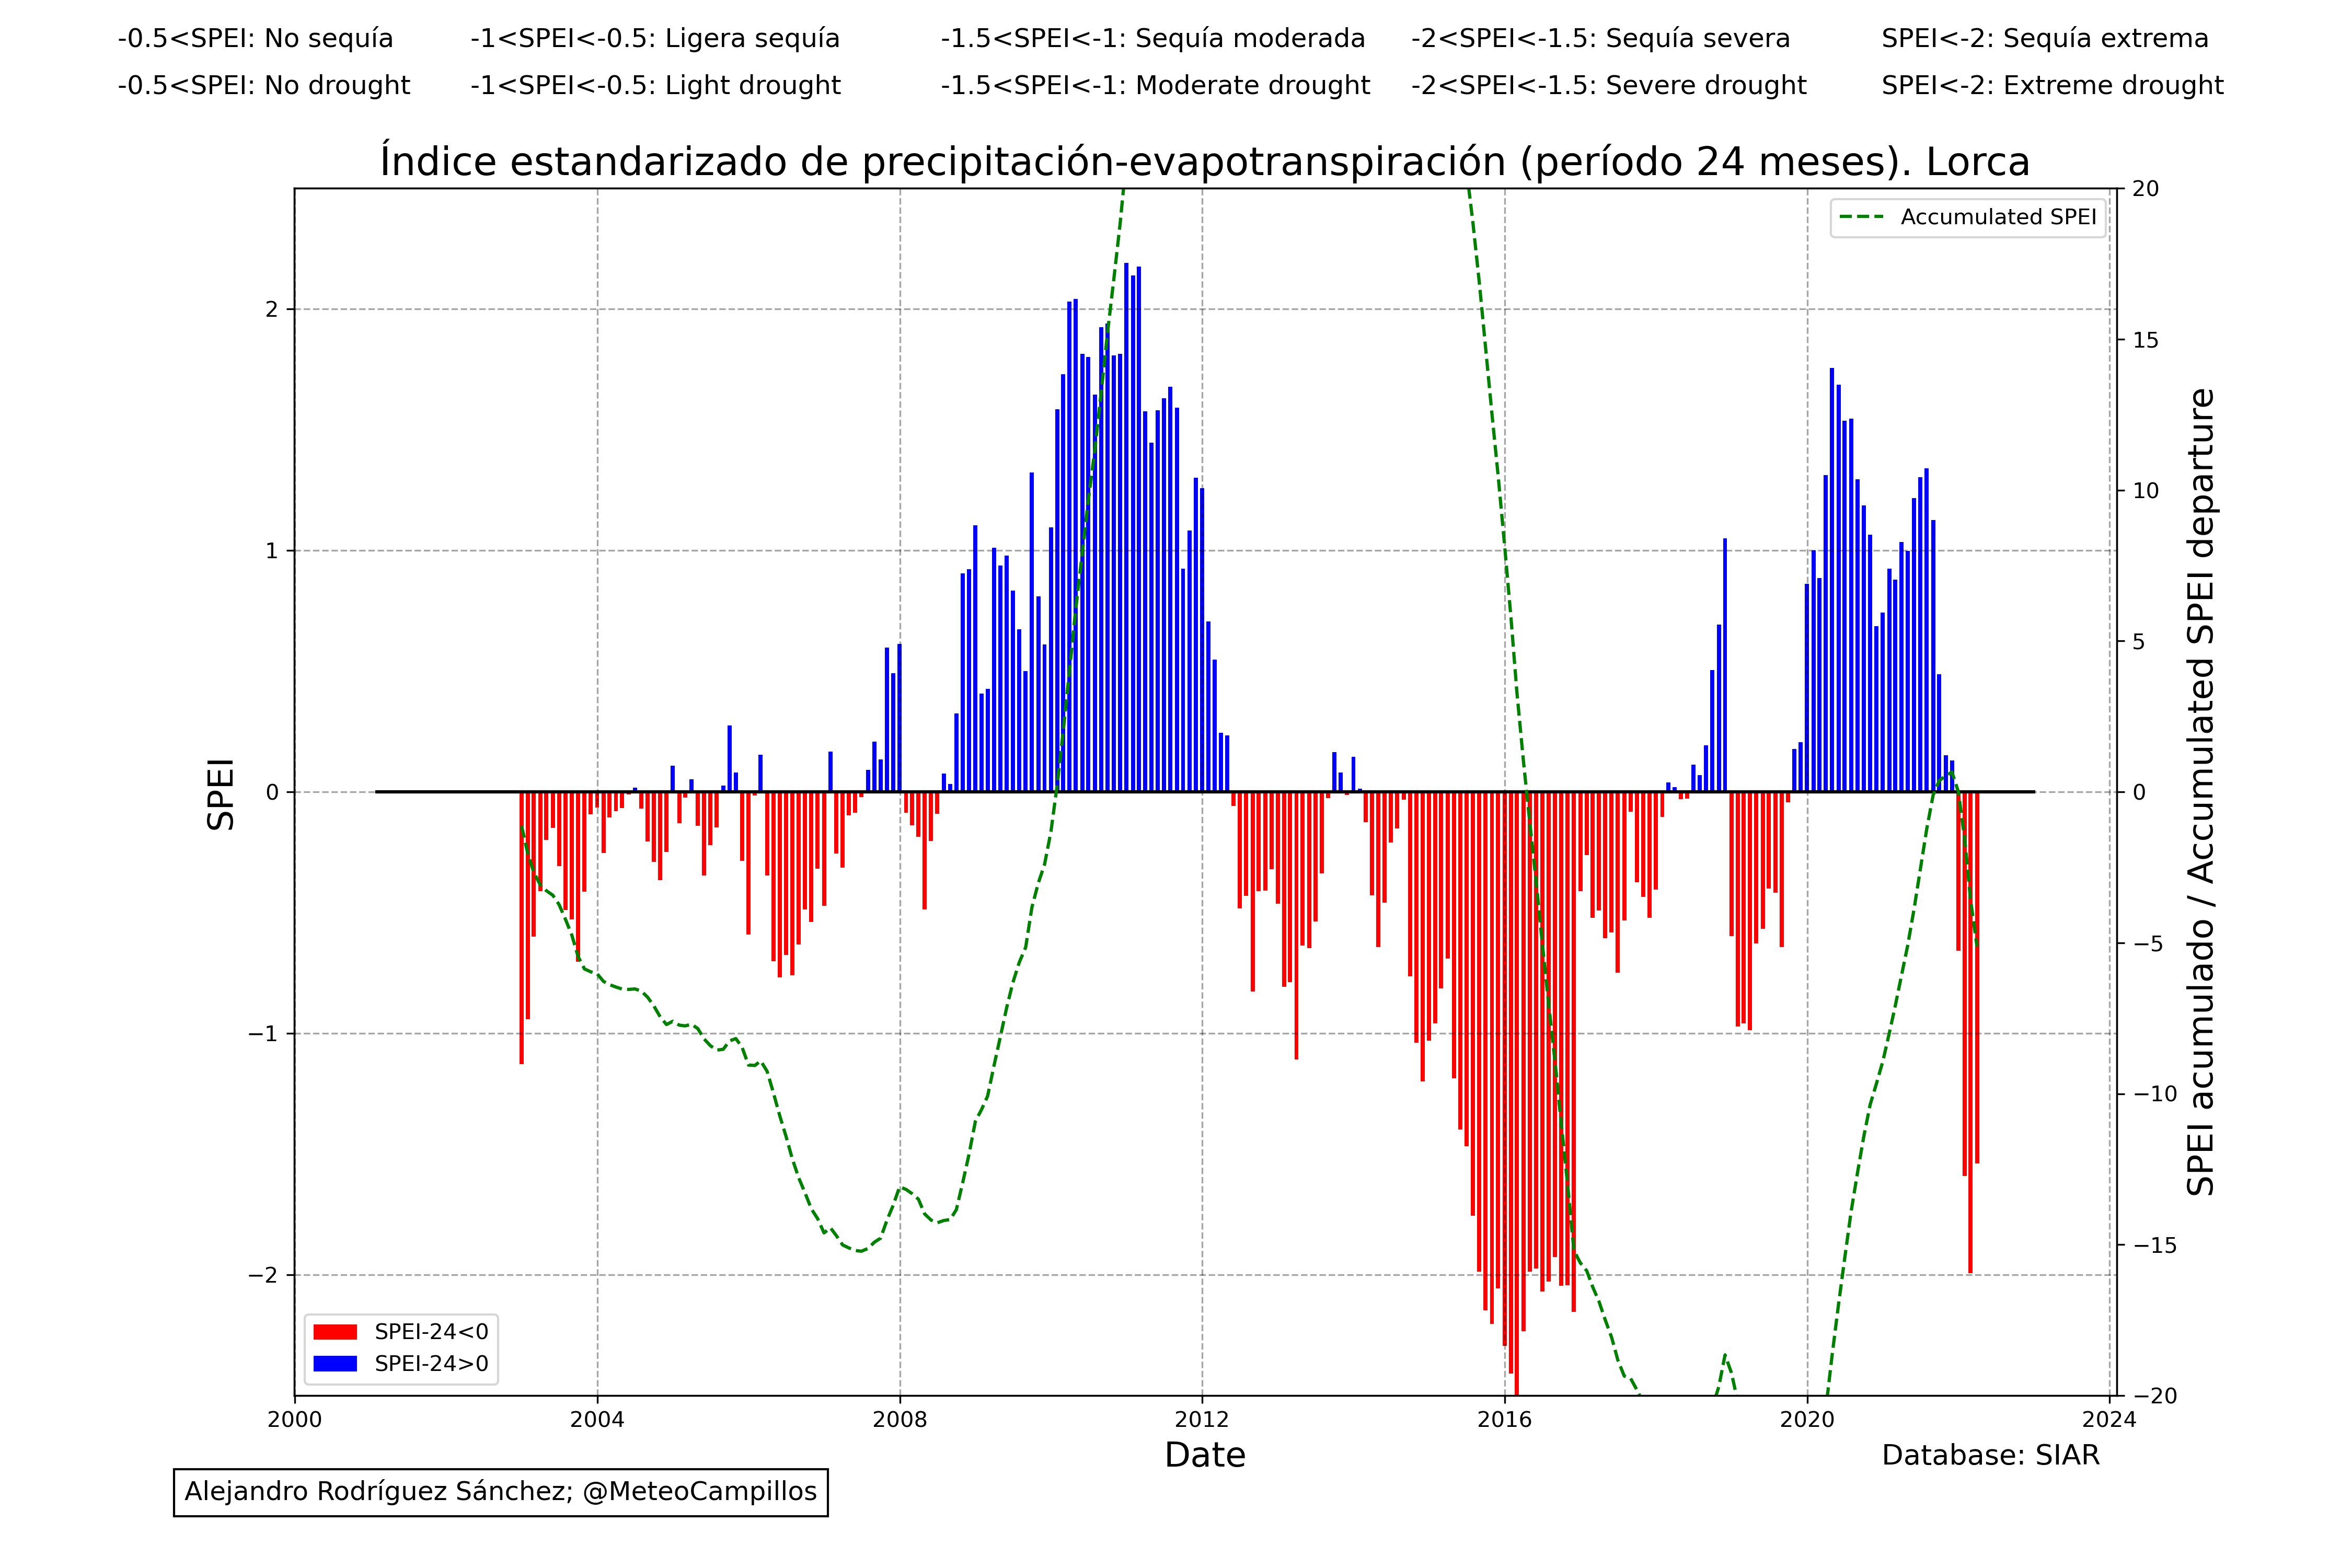 -0.5<SPEI: No sequía -1<SPEI<-0.5: Ligera sequía -1.5<SPEI<-1: Sequía moderada -2<SPEI<-1.5: Sequía severa SPEI<-2: Sequía extrema
-0.5<SPEI: No drought -1<SPEI<-0.5: Light drought -1.5<SPEI<-1: Moderate drought -2<SPEI<-1.5: Severe drought SPEI<-2: Extreme drought
Índice estandarizado de precipitación-evapotranspiración (período 24 meses). Lorca
Accumulated SPEI
SPEI
2
1
0
−1
−2
20
15
10
5
0
−5
−10
−15
−20
SPEI acumulado / Accumulated SPEI departure
SPEI-24<0
SPEI-24>0
2000 2004 2008 2012 2016 2020 2024
Date
Database: SIAR
Alejandro Rodríguez Sánchez; @MeteoCampillos